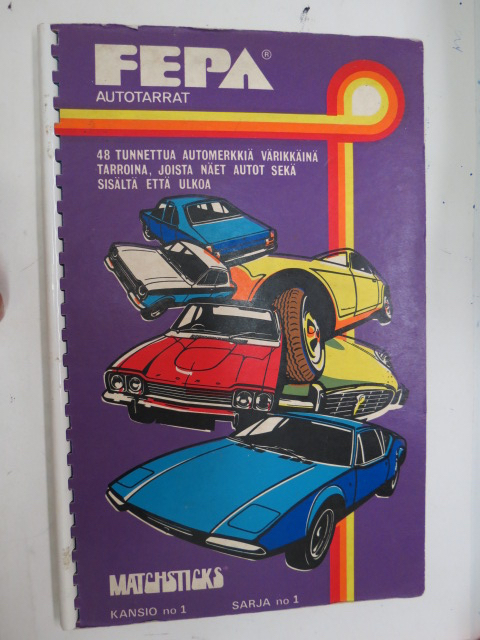 FEPA®
AUTOTARRAT
48 TUNNETTUA AUTOMERKKIÄ VÄRIKKÄINÄ
TARROINA, JOISTA NÄET AUTOT SEKÄ
SISÄLTÄ ETTÄ ULKOA
MATCHSTICKS
KANSIO no 1 SARJA no 1